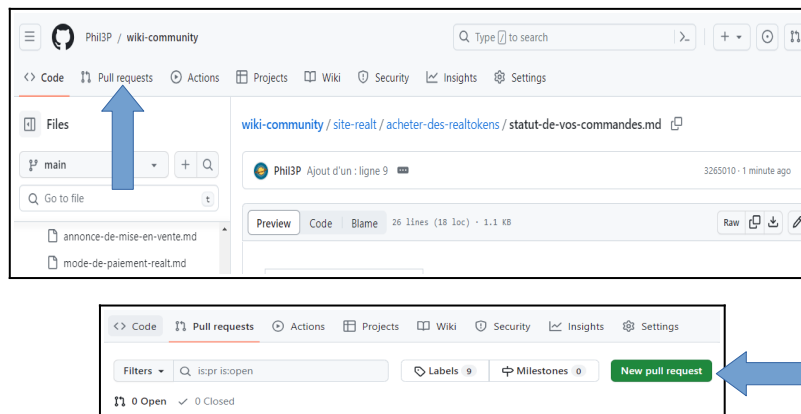 Phil3P / wiki-community
Type / to search
Code Pull requests Actions Projects Wiki Security Insights Settings
Files
wiki-community / site-realt / acheter-des-realtokens / statut-de-vos-commandes.md
main
Phil3P Ajout d'un : ligne 9
3265010 · 1 minute ago
Go to file t
Preview Code Blame 26 lines (18 loc) · 1.1 KB
Raw
annonce-de-mise-en-vente.md
mode-de-paiement-realt.md
Code Pull requests Actions Projects Wiki Security Insights Settings
Filters is:pr is:open
Labels 9 Milestones 0
New pull request
0 Open 0 Closed